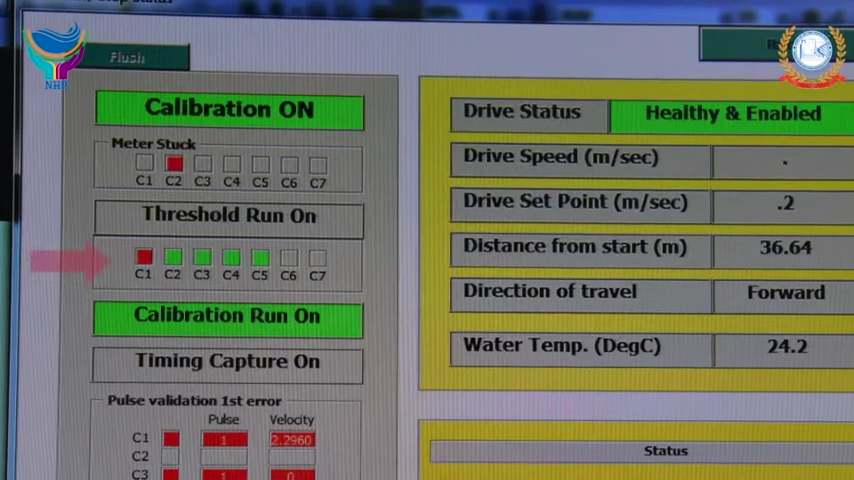 Flush
NHP
Calibration ON
Meter Stuck
C1 C2 C3 C4 C5 C6 C7
Threshold Run On
C1 C2 C3 C4 C5 C6 C7
Calibration Run On
Timing Capture On
Pulse validation 1st error
Pulse Velocity
C1 1 2.2960
C2
C3 1 0
Drive Status Healthy & Enabled
Drive Speed (m/sec) .
Drive Set Point (m/sec) .2
Distance from start (m) 36.64
Direction of travel Forward
Water Temp. (DegC) 24.2
Status